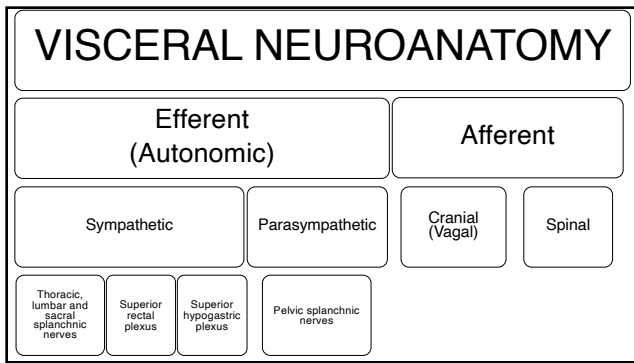 VISCERAL NEUROANATOMY
Efferent
(Autonomic)
Afferent
Sympathetic
Parasympathetic
Cranial
(Vagal)
Spinal
Thoracic,
lumbar and
sacral
splanchnic
nerves
Superior
rectal
plexus
Superior
hypogastric
plexus
Pelvic splanchnic
nerves